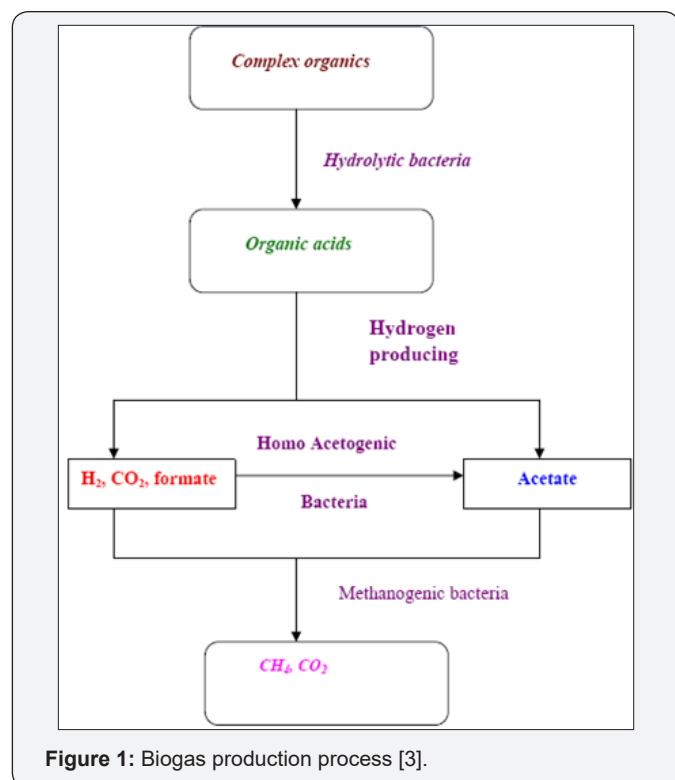 Complex organics
Hydrolytic bacteria
Organic acids
Hydrogen
producing
Homo Acetogenic
H₂, CO₂, formate
Acetate
Bacteria
Methanogenic bacteria
CH₄, CO₂
Figure 1: Biogas production process [3].